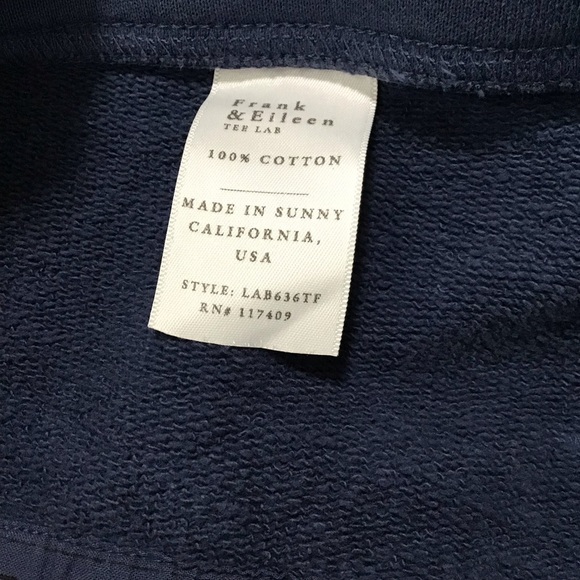 Frank
& Eileen
TEE LAB
100% COTTON
MADE IN SUNNY
CALIFORNIA,
USA
STYLE: LAB636TF
RN# 117409